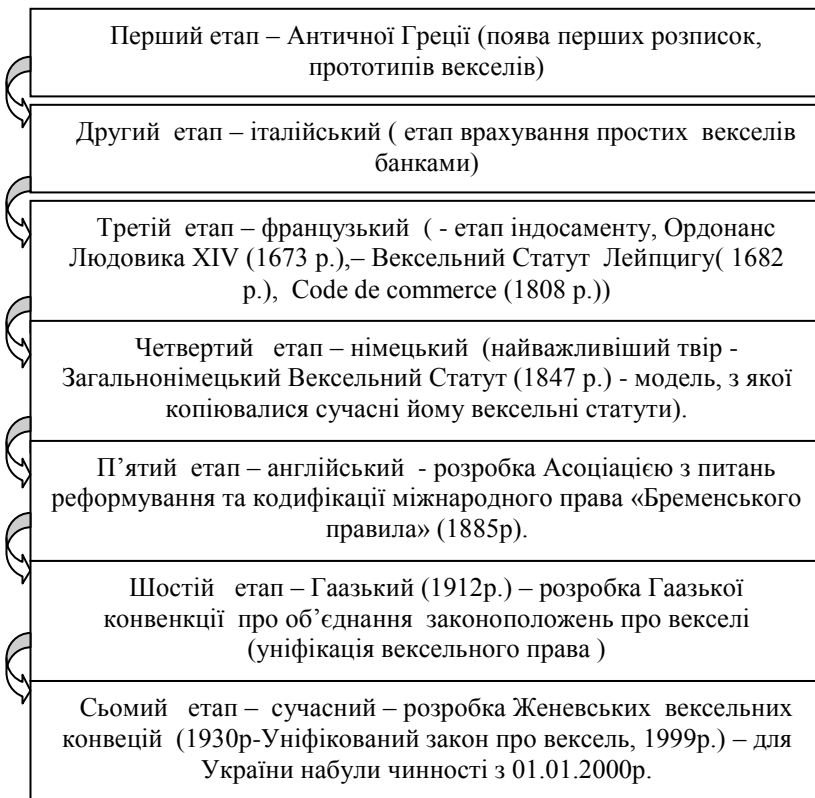 Перший етап – Античної Греції (поява перших розписок,
прототипів векселів)
Другий етап – італійський ( етап врахування простих векселів
банками)
Третій етап – французький ( - етап індосаменту, Ордонанс
Людовика XIV (1673 р.),– Вексельний Статут Лейпцигу( 1682
р.), Code de commerce (1808 р.))
Четвертий етап – німецький (найважливіший твір -
Загальнонімецький Вексельний Статут (1847 р.) - модель, з якої
копіювалися сучасні йому вексельні статути).
П’ятий етап – англійський - розробка Асоціацією з питань
реформування та кодифікації міжнародного права «Бременського
правила» (1885р).
Шостій етап – Гаазький (1912р.) – розробка Гаазької
конвенкції про об’єднання законоположень про векселі
(уніфікація вексельного права )
Сьомий етап – сучасний – розробка Женевських вексельних
конвецій (1930р-Уніфікований закон про вексель, 1999р.) – для
України набули чинності з 01.01.2000р.